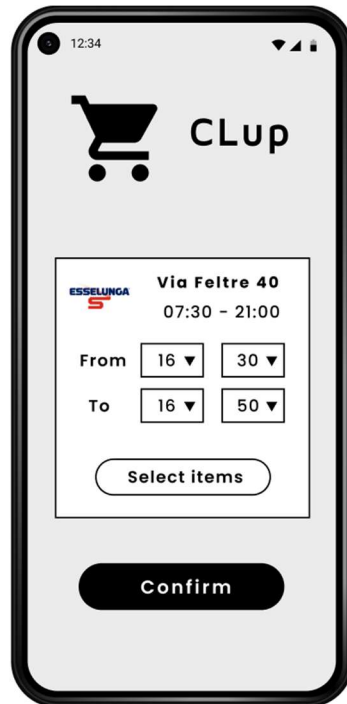 12:34
CLup
ESSELUNGA
Via Feltre 40
07:30 - 21:00
From 16 ▼ 30 ▼
To 16 ▼ 50 ▼
Select items
Confirm